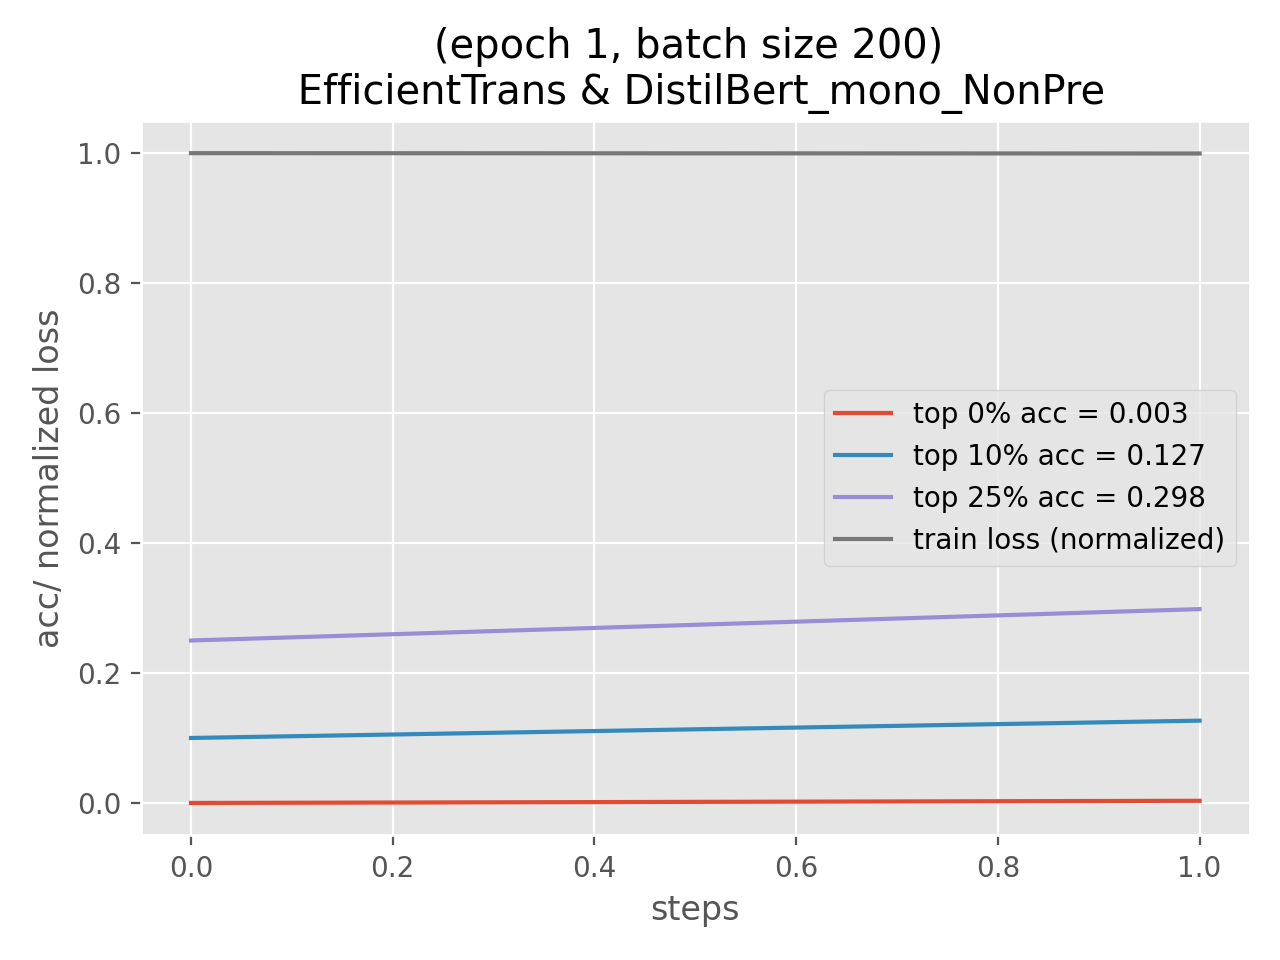 (epoch 1, batch size 200)
EfficientTrans & DistilBert_mono_NonPre
acc/ normalized loss
1.0
0.8
0.6
0.4
0.2
0.0
top 0% acc = 0.003
top 10% acc = 0.127
top 25% acc = 0.298
train loss (normalized)
0.0 0.2 0.4 0.6 0.8 1.0
steps